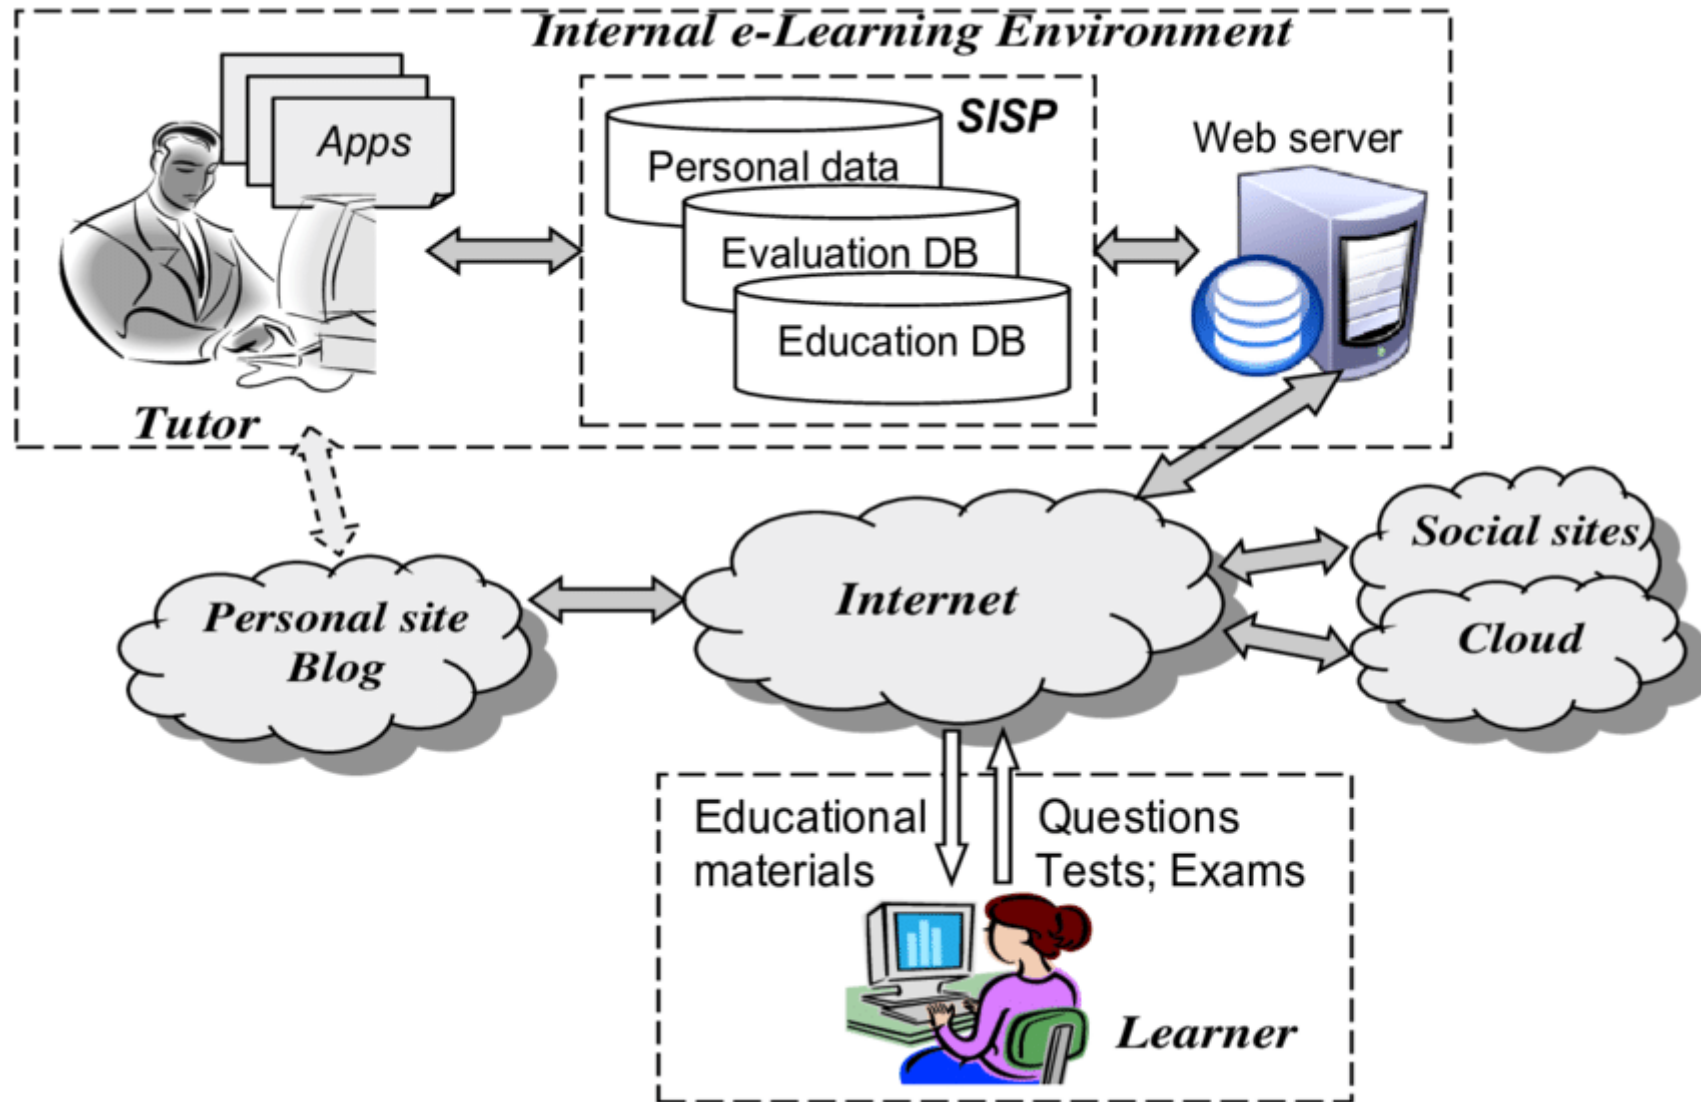 Internal e-Learning Environment
Apps
SISP
Personal data
Evaluation DB
Education DB
Web server
Tutor
Personal site
Blog
Internet
Social sites
Cloud
Educational
materials
Questions
Tests; Exams
Learner